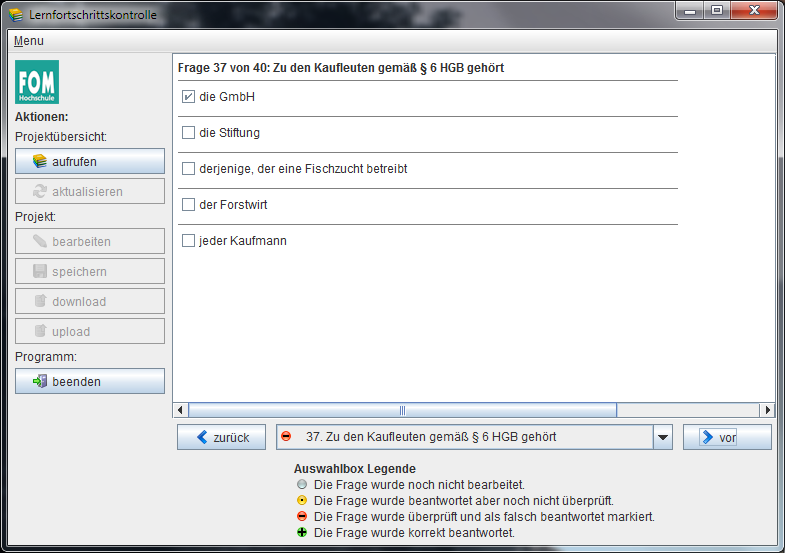 Lernfortschrittskontrolle
Menu
FOM
Hochschule
Aktionen:
Projektübersicht:
aufrufen
aktualisieren
Projekt:
bearbeiten
speichern
download
upload
Programm:
beenden
Frage 37 von 40: Zu den Kaufleuten gemäß § 6 HGB gehört
die GmbH
die Stiftung
derjenige, der eine Fischzucht betreibt
der Forstwirt
jeder Kaufmann
zurück
37. Zu den Kaufleuten gemäß § 6 HGB gehört
vor
Auswahlbox Legende
Die Frage wurde noch nicht bearbeitet.
Die Frage wurde beantwortet aber noch nicht überprüft.
Die Frage wurde überprüft und als falsch beantwortet markiert.
Die Frage wurde korrekt beantwortet.